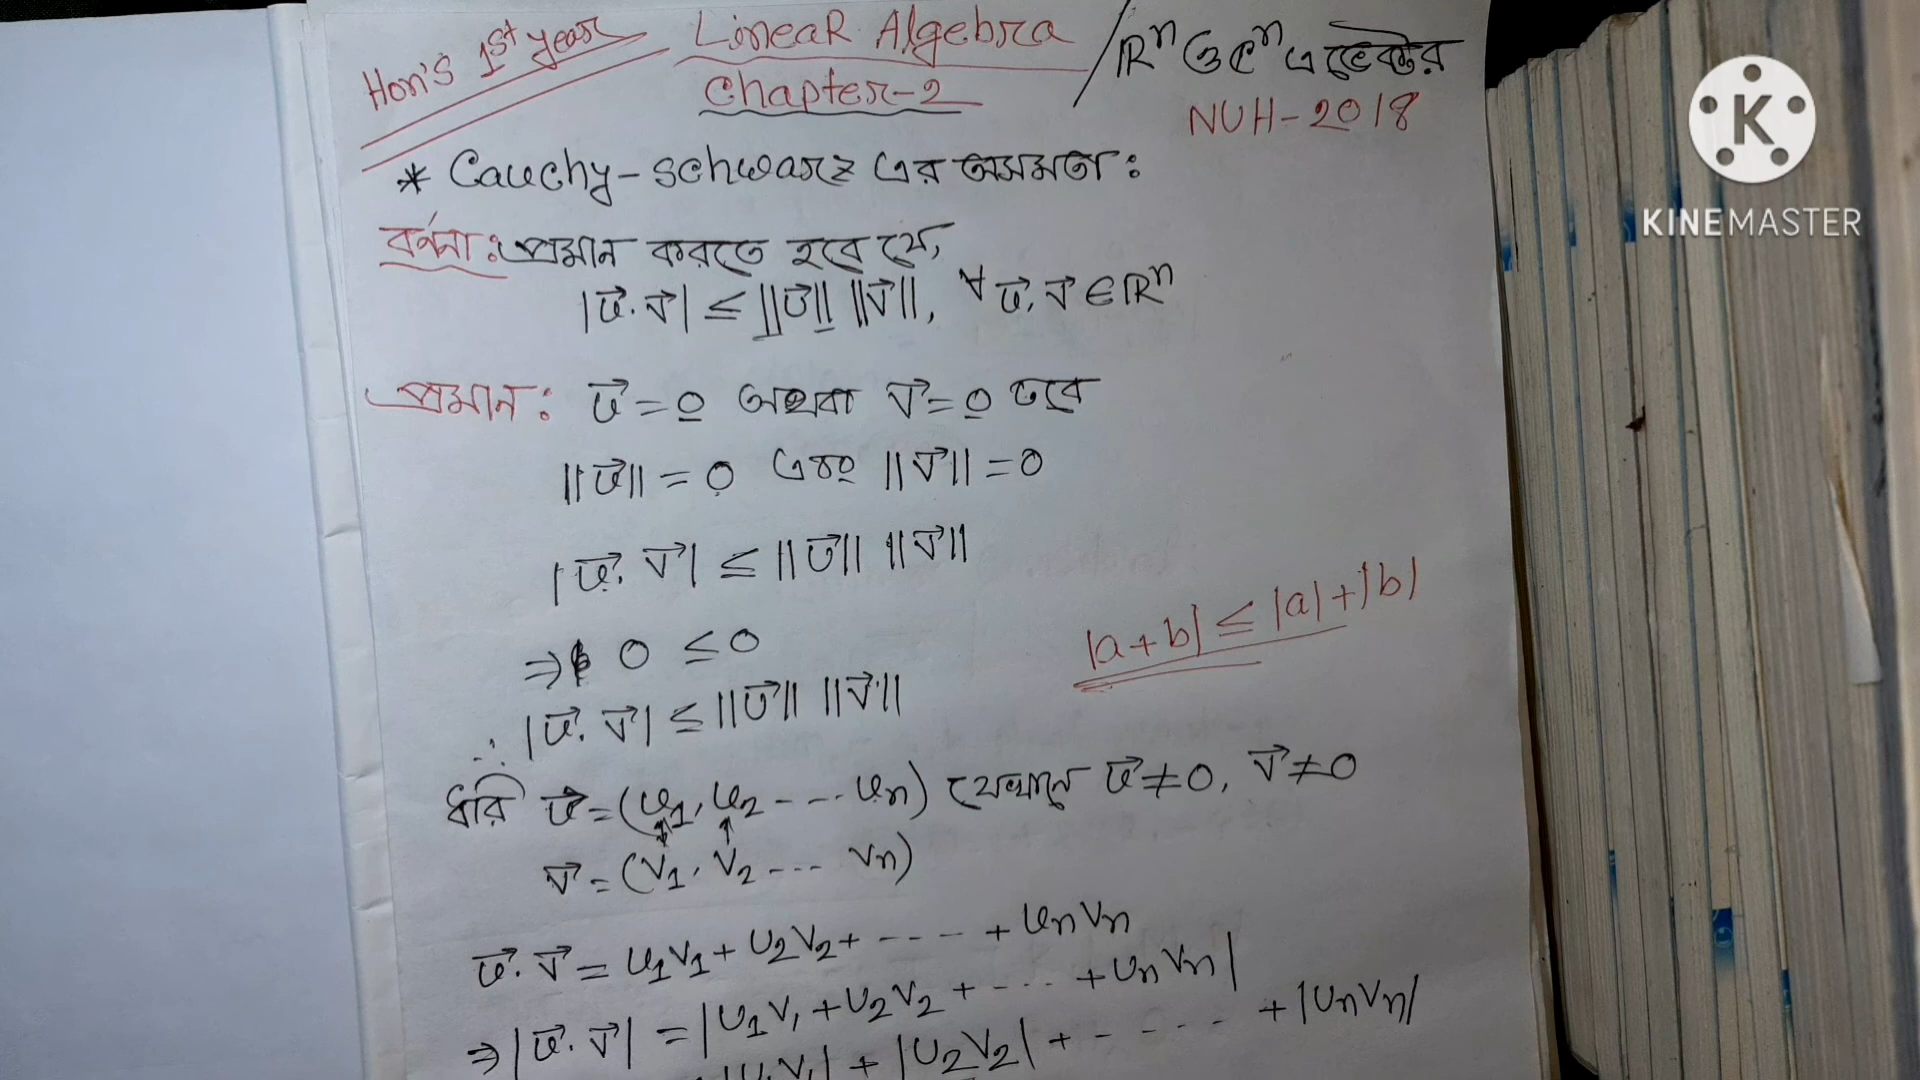 Hon's 1st year
Linear Algebra
Chapter-2
/ℝⁿ ও ℂⁿ এ ভেক্টর
NUH-2018
K
KINEMASTER
* Cauchy-schwarz এর অসমতা:
বর্ণনা: প্রমান করতে হবে যে,
|u⃗. v⃗| ≤ ||u⃗|| ||v⃗||, ∀ u⃗, v⃗ ∈ ℝⁿ
প্রমান: u⃗ = 0 অথবা v⃗ = 0 তবে
||u⃗|| = 0 এবং ||v⃗|| = 0
|u⃗. v⃗| ≤ ||u⃗|| ||v⃗||
⇒ 0 ≤ 0
|a+b| ≤ |a|+|b|
∴ |u⃗. v⃗| ≤ ||u⃗|| ||v⃗||
ধরি u⃗ = (u₁, u₂ --- uₙ) যেখানে u⃗ ≠ 0, v⃗ ≠ 0
v⃗ = (v₁, v₂ --- vₙ)
u⃗. v⃗ = u₁v₁ + u₂v₂ + ---- + uₙvₙ
⇒ |u⃗. v⃗| = |u₁v₁ + u₂v₂ + ---- + uₙvₙ|
|u₁v₁| + |u₂v₂| + ---- + |uₙvₙ|